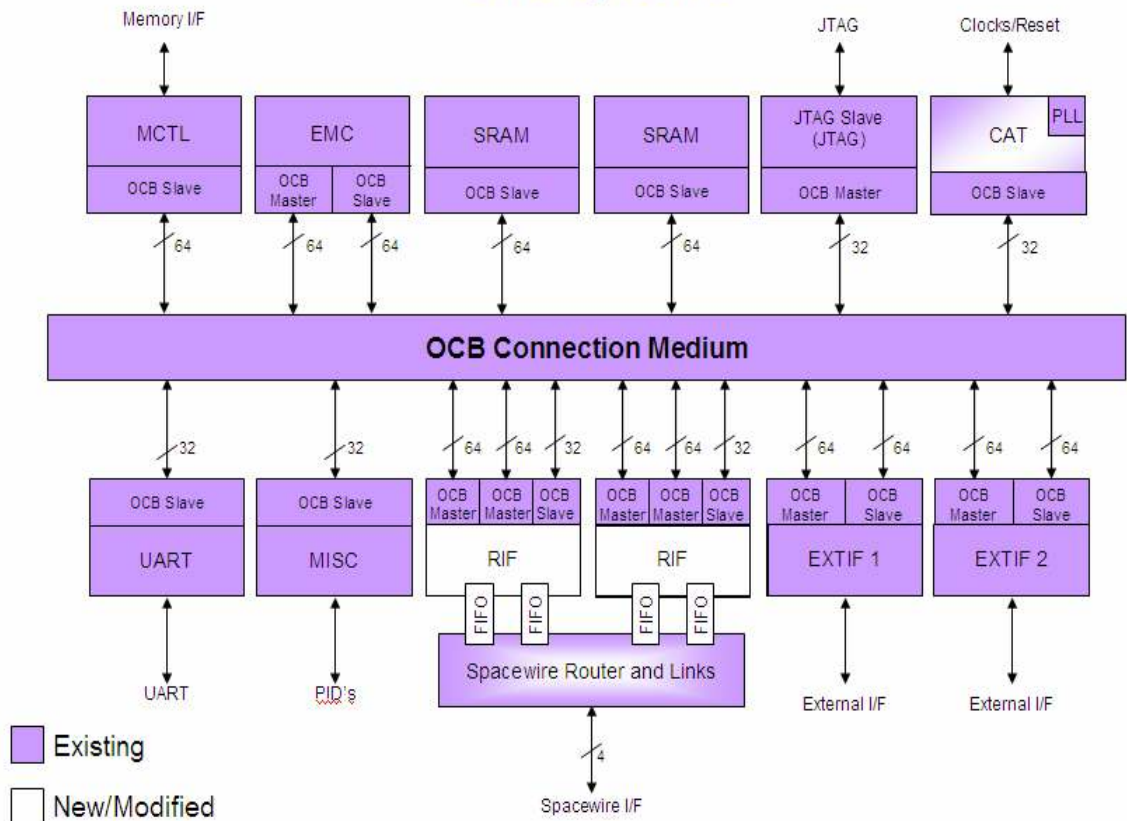 Memory I/F
JTAG
Clocks/Reset
MCTL
EMC
SRAM
SRAM
JTAG Slave
(JTAG)
CAT
PLL
OCB Slave
OCB
Master
OCB
Slave
OCB Slave
OCB Slave
OCB Master
OCB Slave
64
64
64
64
64
32
32
OCB Connection Medium
32
32
64
64
32
64
64
32
64
64
64
64
OCB Slave
OCB Slave
OCB
Master
OCB
Master
OCB
Slave
OCB
Master
OCB
Master
OCB
Slave
OCB
Master
OCB
Slave
OCB
Master
OCB
Slave
UART
MISC
RIF
RIF
EXTIF 1
EXTIF 2
FIFO
FIFO
FIFO
FIFO
Spacewire Router and Links
UART
PID's
External I/F
External I/F
Existing
4
New/Modified
Spacewire I/F